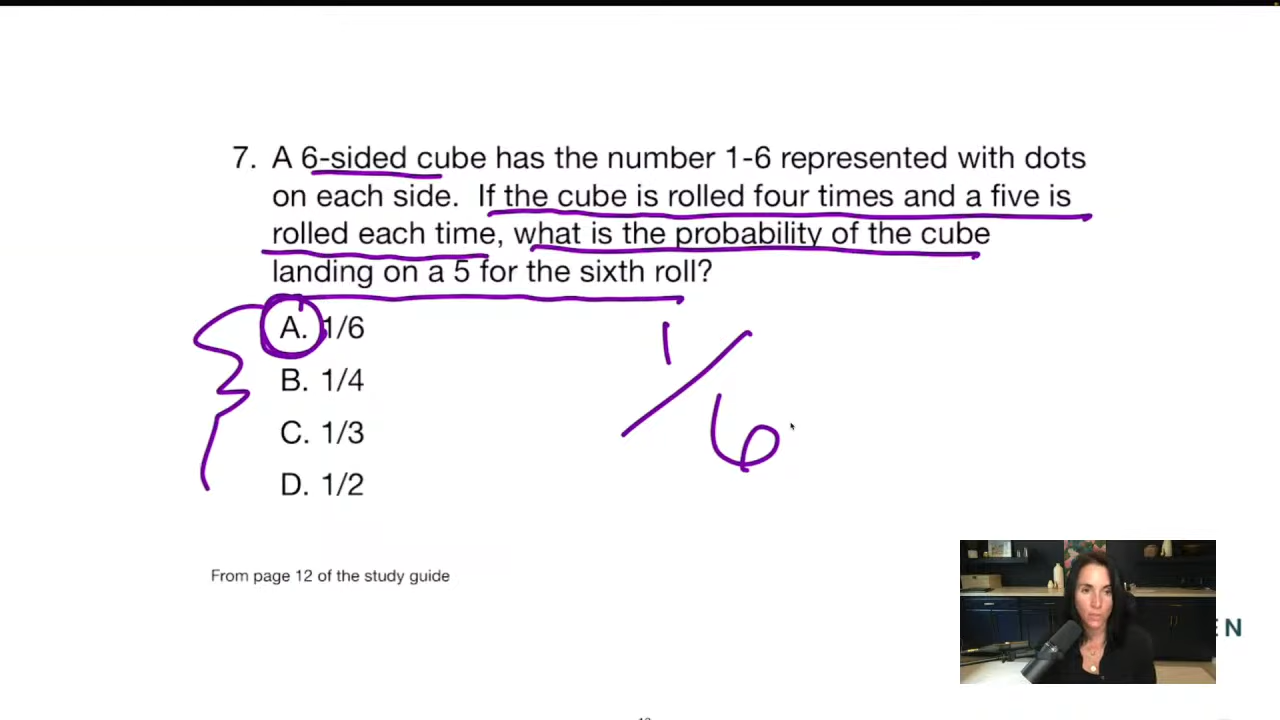 7. A 6-sided cube has the number 1-6 represented with dots
on each side.  If the cube is rolled four times and a five is
rolled each time, what is the probability of the cube
landing on a 5 for the sixth roll?
A. 1/6
B. 1/4
C. 1/3
D. 1/2
1/6
From page 12 of the study guide
EN